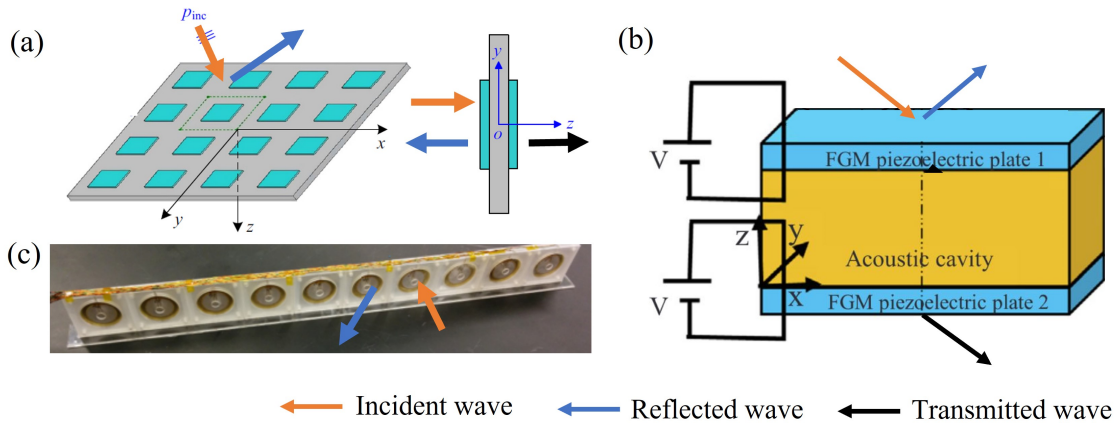 (a)
p_inc
x
y
z
y
o
z
(b)
V
FGM piezoelectric plate 1
z
y
Acoustic cavity
x
V
FGM piezoelectric plate 2
(c)
Incident wave
Reflected wave
Transmitted wave